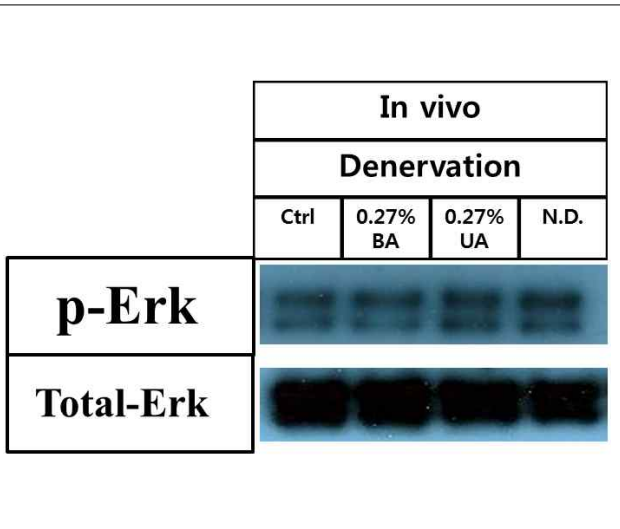 In vivo
Denervation
Ctrl
0.27%
BA
0.27%
UA
N.D.
p-Erk
Total-Erk